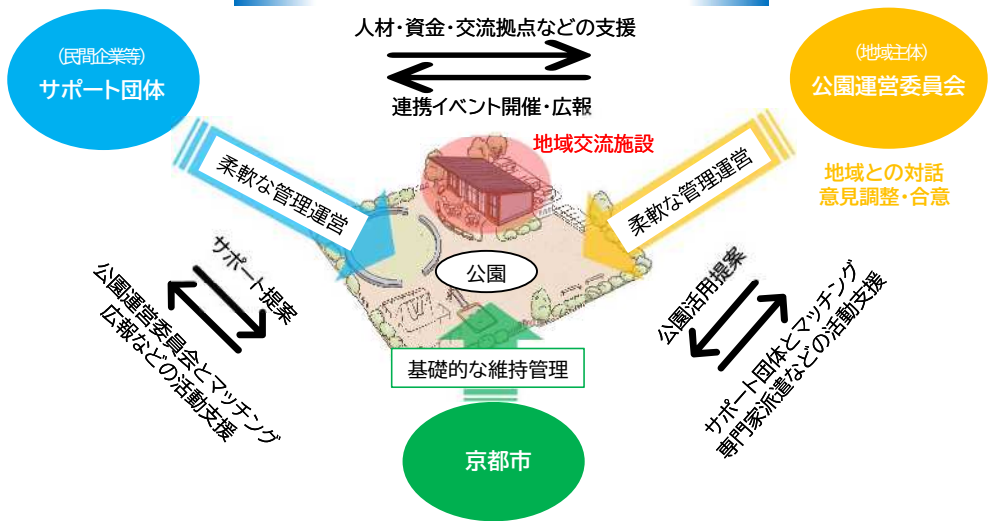 人材・資金・交流拠点などの支援
連携イベント開催・広報
(民間企業等)
サポート団体
(地域主体)
公園運営委員会
地域との対話
意見調整・合意
地域交流施設
柔軟な管理運営
柔軟な管理運営
公園
サポート提案
公園運営委員会とマッチング
広報などの活動支援
公園活用提案
サポート団体とマッチング
専門家派遣などの活動支援
基礎的な維持管理
京都市